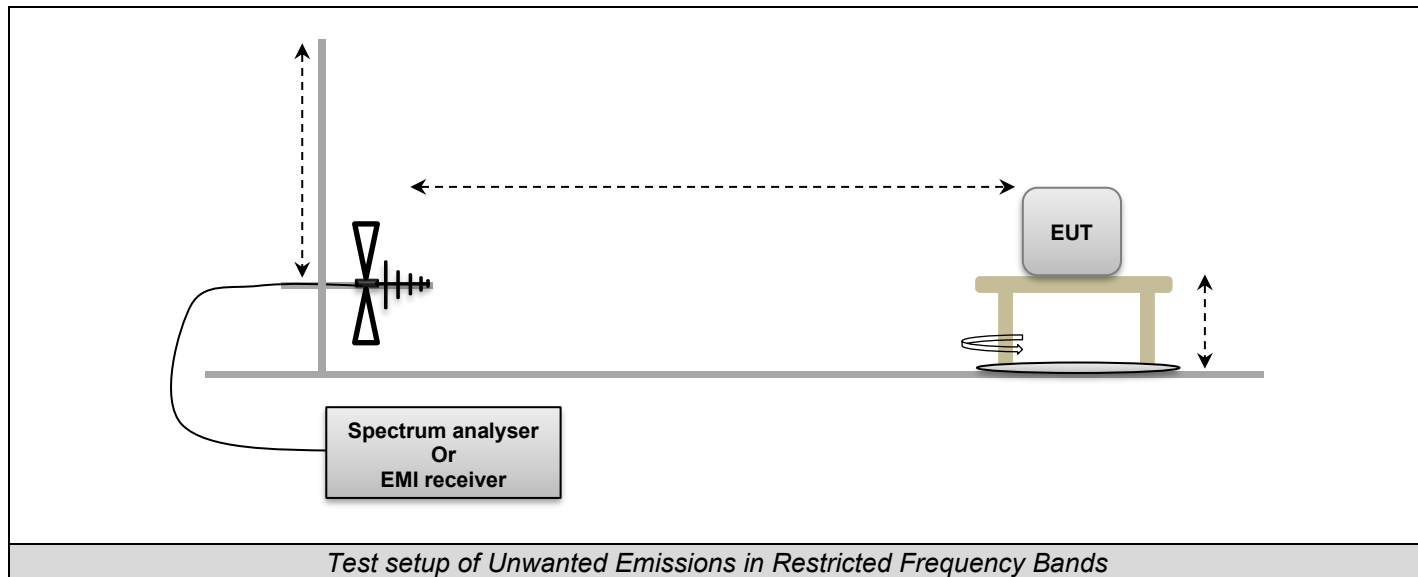 EUT
Spectrum analyser
Or
EMI receiver
Test setup of Unwanted Emissions in Restricted Frequency Bands